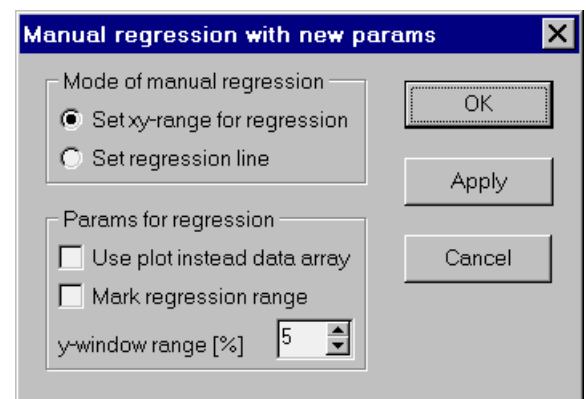 Manual regression with new params
Mode of manual regression
Set xy-range for regression
Set regression line
OK
Apply
Params for regression
Use plot instead data array
Mark regression range
y-window range [%] 5
Cancel